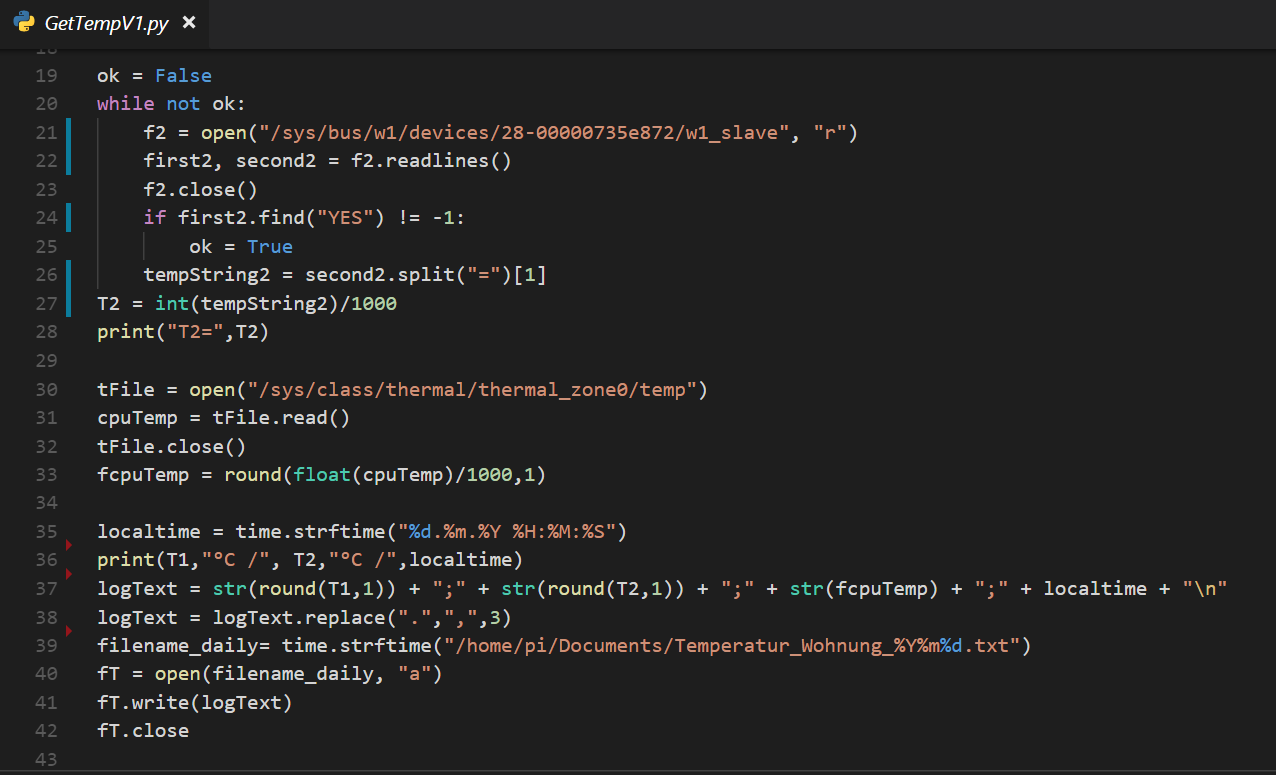 GetTempV1.py ×
18
19 ok = False
20 while not ok:
21     f2 = open("/sys/bus/w1/devices/28-00000735e872/w1_slave", "r")
22     first2, second2 = f2.readlines()
23     f2.close()
24     if first2.find("YES") != -1:
25         ok = True
26     tempString2 = second2.split("=")[1]
27 T2 = int(tempString2)/1000
28 print("T2=",T2)
29
30 tFile = open("/sys/class/thermal/thermal_zone0/temp")
31 cpuTemp = tFile.read()
32 tFile.close()
33 fcpuTemp = round(float(cpuTemp)/1000,1)
34
35 localtime = time.strftime("%d.%m.%Y %H:%M:%S")
36 print(T1,"°C /", T2,"°C /",localtime)
37 logText = str(round(T1,1)) + ";" + str(round(T2,1)) + ";" + str(fcpuTemp) + ";" + localtime + "\n"
38 logText = logText.replace(".",",",3)
39 filename_daily= time.strftime("/home/pi/Documents/Temperatur_Wohnung_%Y%m%d.txt")
40 fT = open(filename_daily, "a")
41 fT.write(logText)
42 fT.close
43